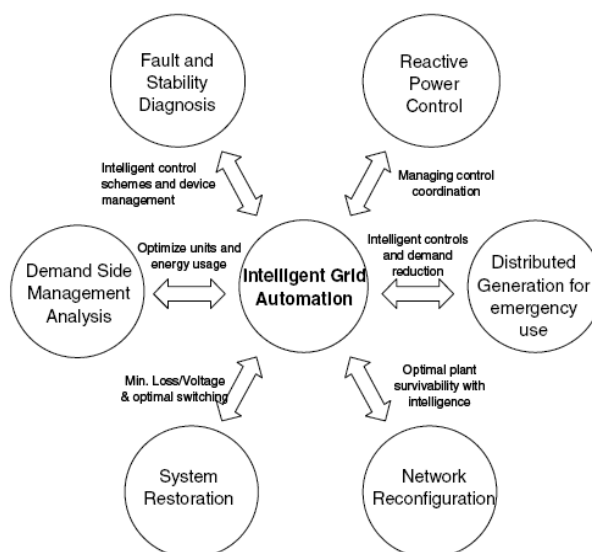 Fault and
Stability
Diagnosis
Reactive
Power
Control
Intelligent control
schemes and device
management
Managing control
coordination
Demand Side
Management
Analysis
Optimize units and
energy usage
Intelligent Grid
Automation
Intelligent controls
and demand
reduction
Distributed
Generation for
emergency
use
Min. Loss/Voltage
& optimal switching
Optimal plant
survivability with
intelligence
System
Restoration
Network
Reconfiguration